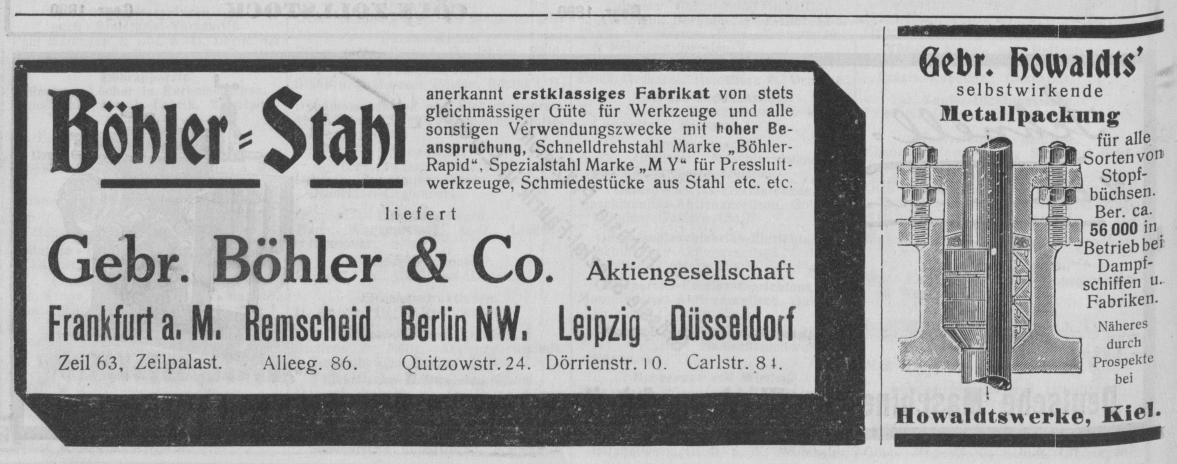 Böhler-Stahl
anerkannt erstklassiges Fabrikat von stets
gleichmässiger Güte für Werkzeuge und alle
sonstigen Verwendungszwecke mit hoher Be-
anspruchung, Schnelldrehstahl Marke „Böhler-
Rapid", Spezialstahl Marke „MY" für Pressluft-
werkzeuge, Schmiedestücke aus Stahl etc. etc.
liefert
Gebr. Böhler & Co. Aktiengesellschaft
Frankfurt a. M. Remscheid Berlin NW. Leipzig Düsseldorf
Zeil 63, Zeilpalast. Alleeg. 86. Quitzowstr. 24. Dörrienstr. 10. Carlstr. 84.
Gebr. Howaldts'
selbstwirkende
Metallpackung
für alle
Sorten von
Stopf-
büchsen.
Ber. ca.
56 000 in
Betrieb bei
Dampf-
schiffen u.
Fabriken.
Näheres
durch
Prospekte
bei
Howaldtswerke, Kiel.